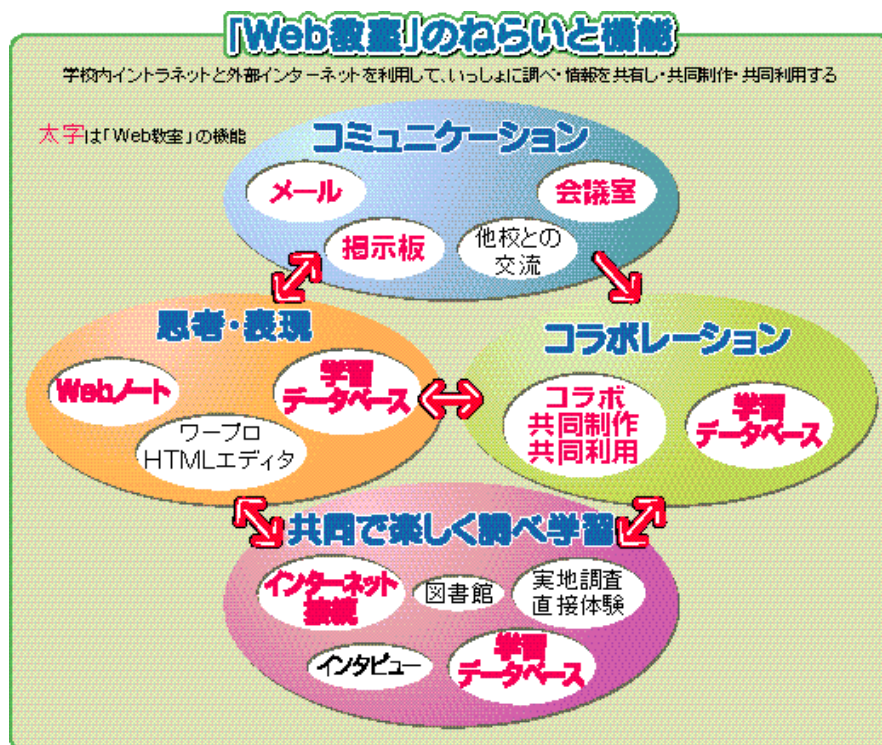 「Web教室」のねらいと機能
学校内イントラネットと外部インターネットを利用して、いっしょに調べ・情報を共有し・共同制作・共同利用する
太字は「Web教室」の機能
コミュニケーション
メール
会議室
掲示板
他校との
交流
思考・表現
Webノート
学習
データベース
ワープロ
HTMLエディタ
コラボレーション
コラボ
共同制作
共同利用
学習
データベース
共同で楽しく調べ学習
インターネット
接続
図書館
実地調査
直接体験
インタビュー
学習
データベース